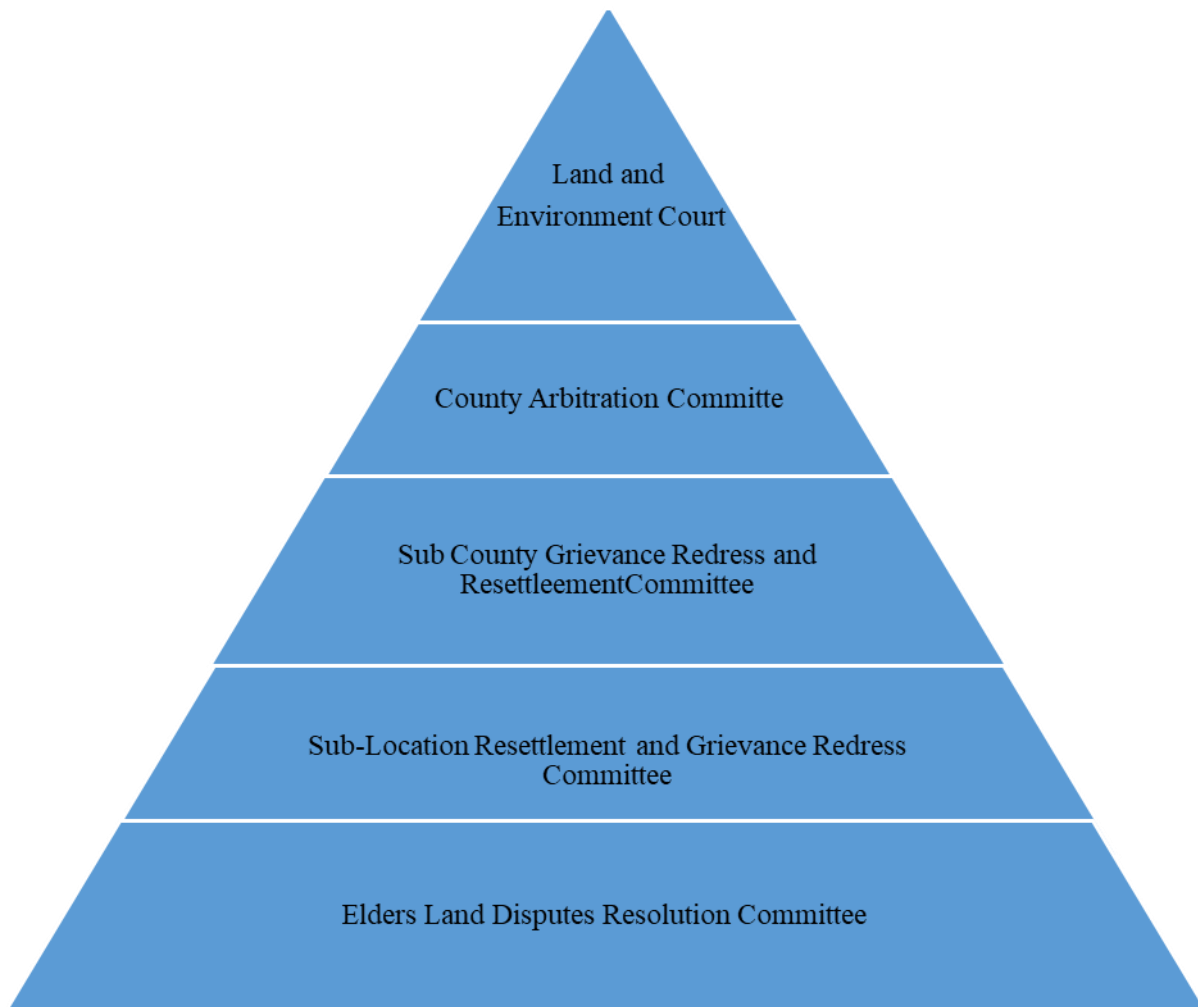 Land and
Environment Court
County Arbitration Committe
Sub County Grievance Redress and
ResettleementCommittee
Sub-Location Resettlement and Grievance Redress
Committee
Elders Land Disputes Resolution Committee